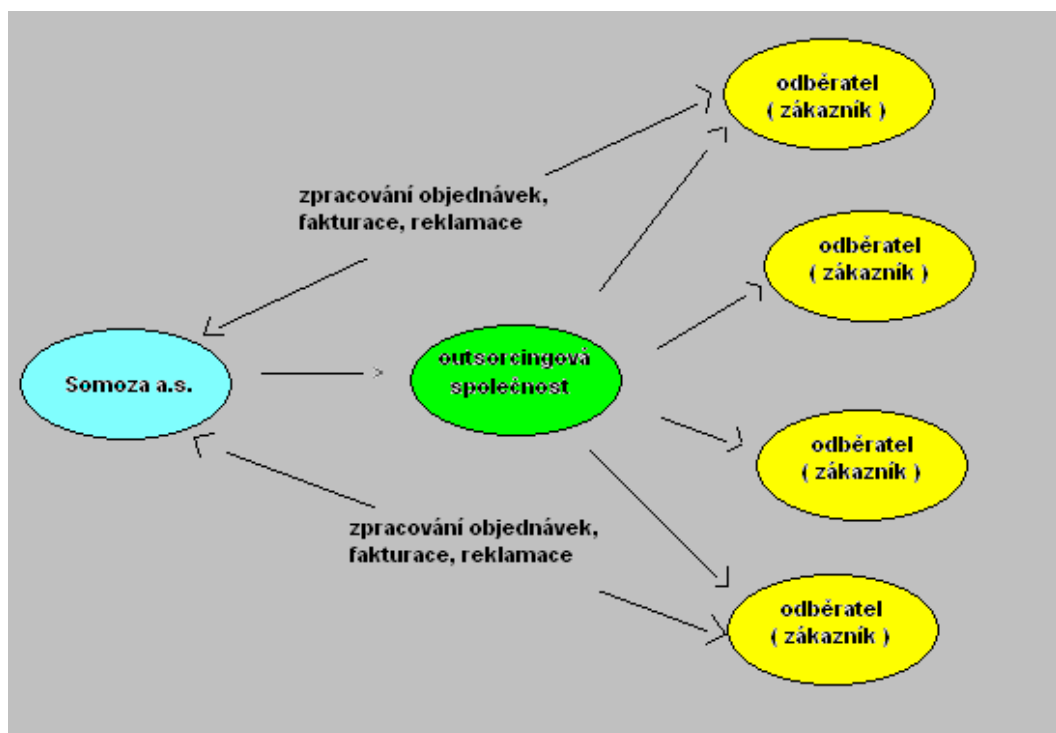 odběratel
( zákazník )
zpracování objednávek,
fakturace, reklamace
odběratel
( zákazník )
Somoza a.s.
outsorcingová
společnost
odběratel
( zákazník )
zpracování objednávek,
fakturace, reklamace
odběratel
( zákazník )